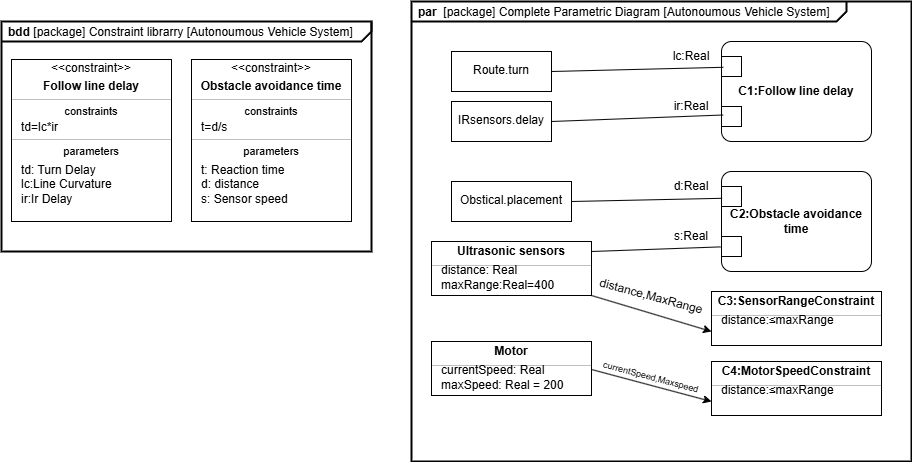 bdd [package] Constraint librarry [Autonoumous Vehicle System]
<<constraint>>
Follow line delay
constraints
td=lc*ir
parameters
td: Turn Delay
lc:Line Curvature
ir:Ir Delay
<<constraint>>
Obstacle avoidance time
constraints
t=d/s
parameters
t: Reaction time
d: distance
s: Sensor speed
par [package] Complete Parametric Diagram [Autonoumous Vehicle System]
Route.turn
lc:Real
IRsensors.delay
ir:Real
C1:Follow line delay
Obstical.placement
d:Real
C2:Obstacle avoidance
time
s:Real
Ultrasonic sensors
distance: Real
maxRange:Real=400
distance,MaxRange
C3:SensorRangeConstraint
distance:≤maxRange
Motor
currentSpeed: Real
maxSpeed: Real = 200
currentSpeed,Maxspeed
C4:MotorSpeedConstraint
distance:≤maxRange